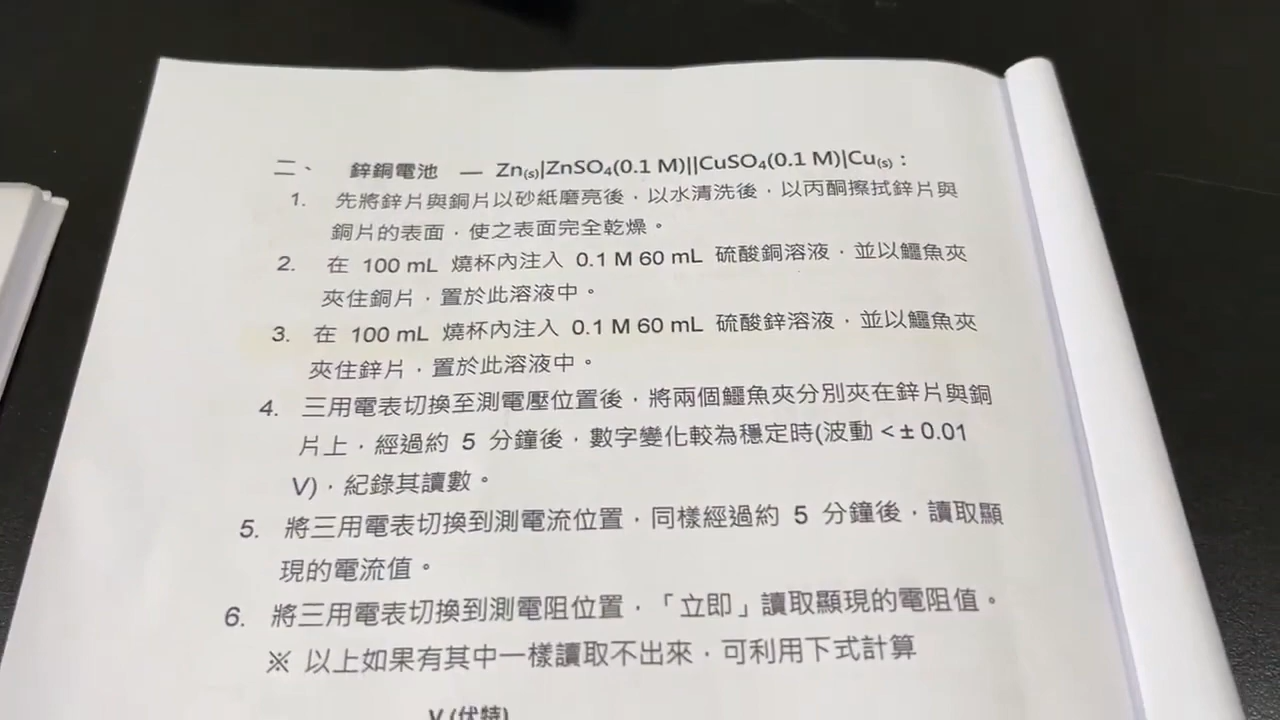 二、 鋅銅電池 — Zn(s)|ZnSO₄(0.1 M)||CuSO₄(0.1 M)|Cu(s)：
1. 先將鋅片與銅片以砂紙磨亮後，以水清洗後，以丙酮擦拭鋅片與
銅片的表面，使之表面完全乾燥。
2. 在 100 mL 燒杯內注入 0.1 M 60 mL 硫酸銅溶液，並以鱷魚夾
夾住銅片，置於此溶液中。
3. 在 100 mL 燒杯內注入 0.1 M 60 mL 硫酸鋅溶液，並以鱷魚夾
夾住鋅片，置於此溶液中。
4. 三用電表切換至測電壓位置後，將兩個鱷魚夾分別夾在鋅片與銅
片上，經過約 5 分鐘後，數字變化較為穩定時(波動 < ± 0.01
V)，紀錄其讀數。
5. 將三用電表切換到測電流位置，同樣經過約 5 分鐘後，讀取顯
現的電流值。
6. 將三用電表切換到測電阻位置，「立即」讀取顯現的電阻值。
※ 以上如果有其中一樣讀取不出來，可利用下式計算
V (伏特)